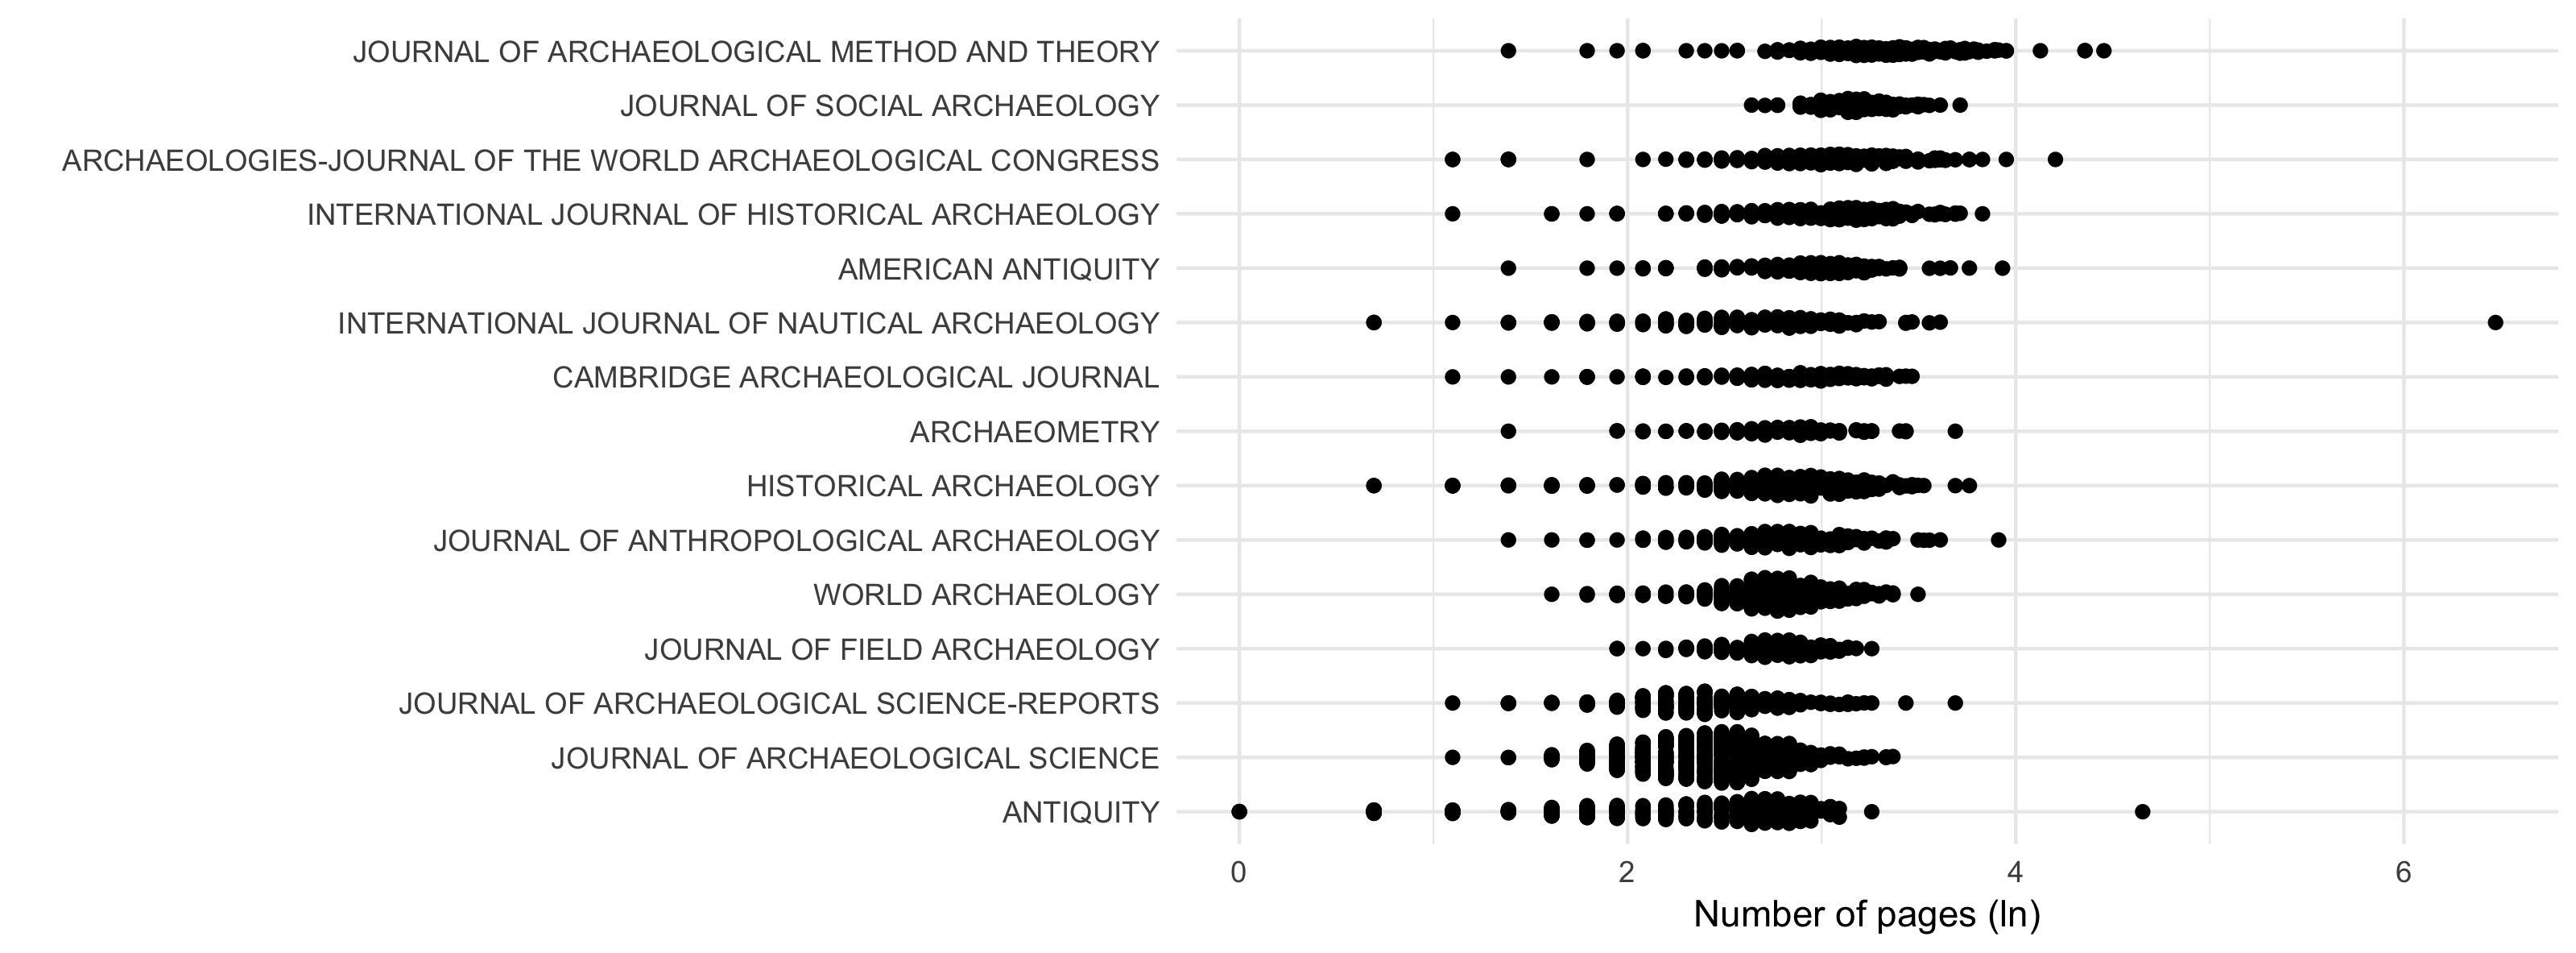 JOURNAL OF ARCHAEOLOGICAL METHOD AND THEORY
JOURNAL OF SOCIAL ARCHAEOLOGY
ARCHAEOLOGIES-JOURNAL OF THE WORLD ARCHAEOLOGICAL CONGRESS
INTERNATIONAL JOURNAL OF HISTORICAL ARCHAEOLOGY
AMERICAN ANTIQUITY
INTERNATIONAL JOURNAL OF NAUTICAL ARCHAEOLOGY
CAMBRIDGE ARCHAEOLOGICAL JOURNAL
ARCHAEOMETRY
HISTORICAL ARCHAEOLOGY
JOURNAL OF ANTHROPOLOGICAL ARCHAEOLOGY
WORLD ARCHAEOLOGY
JOURNAL OF FIELD ARCHAEOLOGY
JOURNAL OF ARCHAEOLOGICAL SCIENCE-REPORTS
JOURNAL OF ARCHAEOLOGICAL SCIENCE
ANTIQUITY
0 2 4 6
Number of pages (ln)